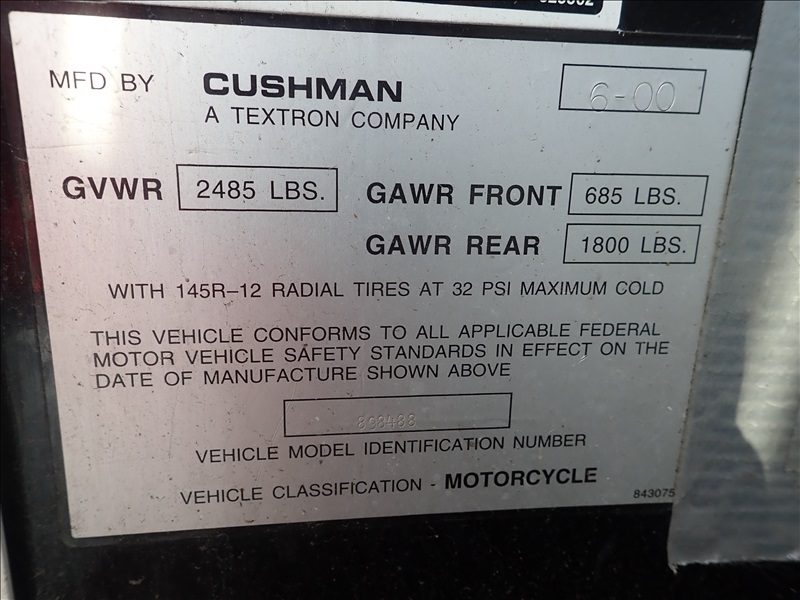 MFD BY CUSHMAN 6-00
A TEXTRON COMPANY
GVWR 2485 LBS. GAWR FRONT 685 LBS.
GAWR REAR 1800 LBS.
WITH 145R-12 RADIAL TIRES AT 32 PSI MAXIMUM COLD
THIS VEHICLE CONFORMS TO ALL APPLICABLE FEDERAL
MOTOR VEHICLE SAFETY STANDARDS IN EFFECT ON THE
DATE OF MANUFACTURE SHOWN ABOVE
898488
VEHICLE MODEL IDENTIFICATION NUMBER
VEHICLE CLASSIFICATION - MOTORCYCLE
843075